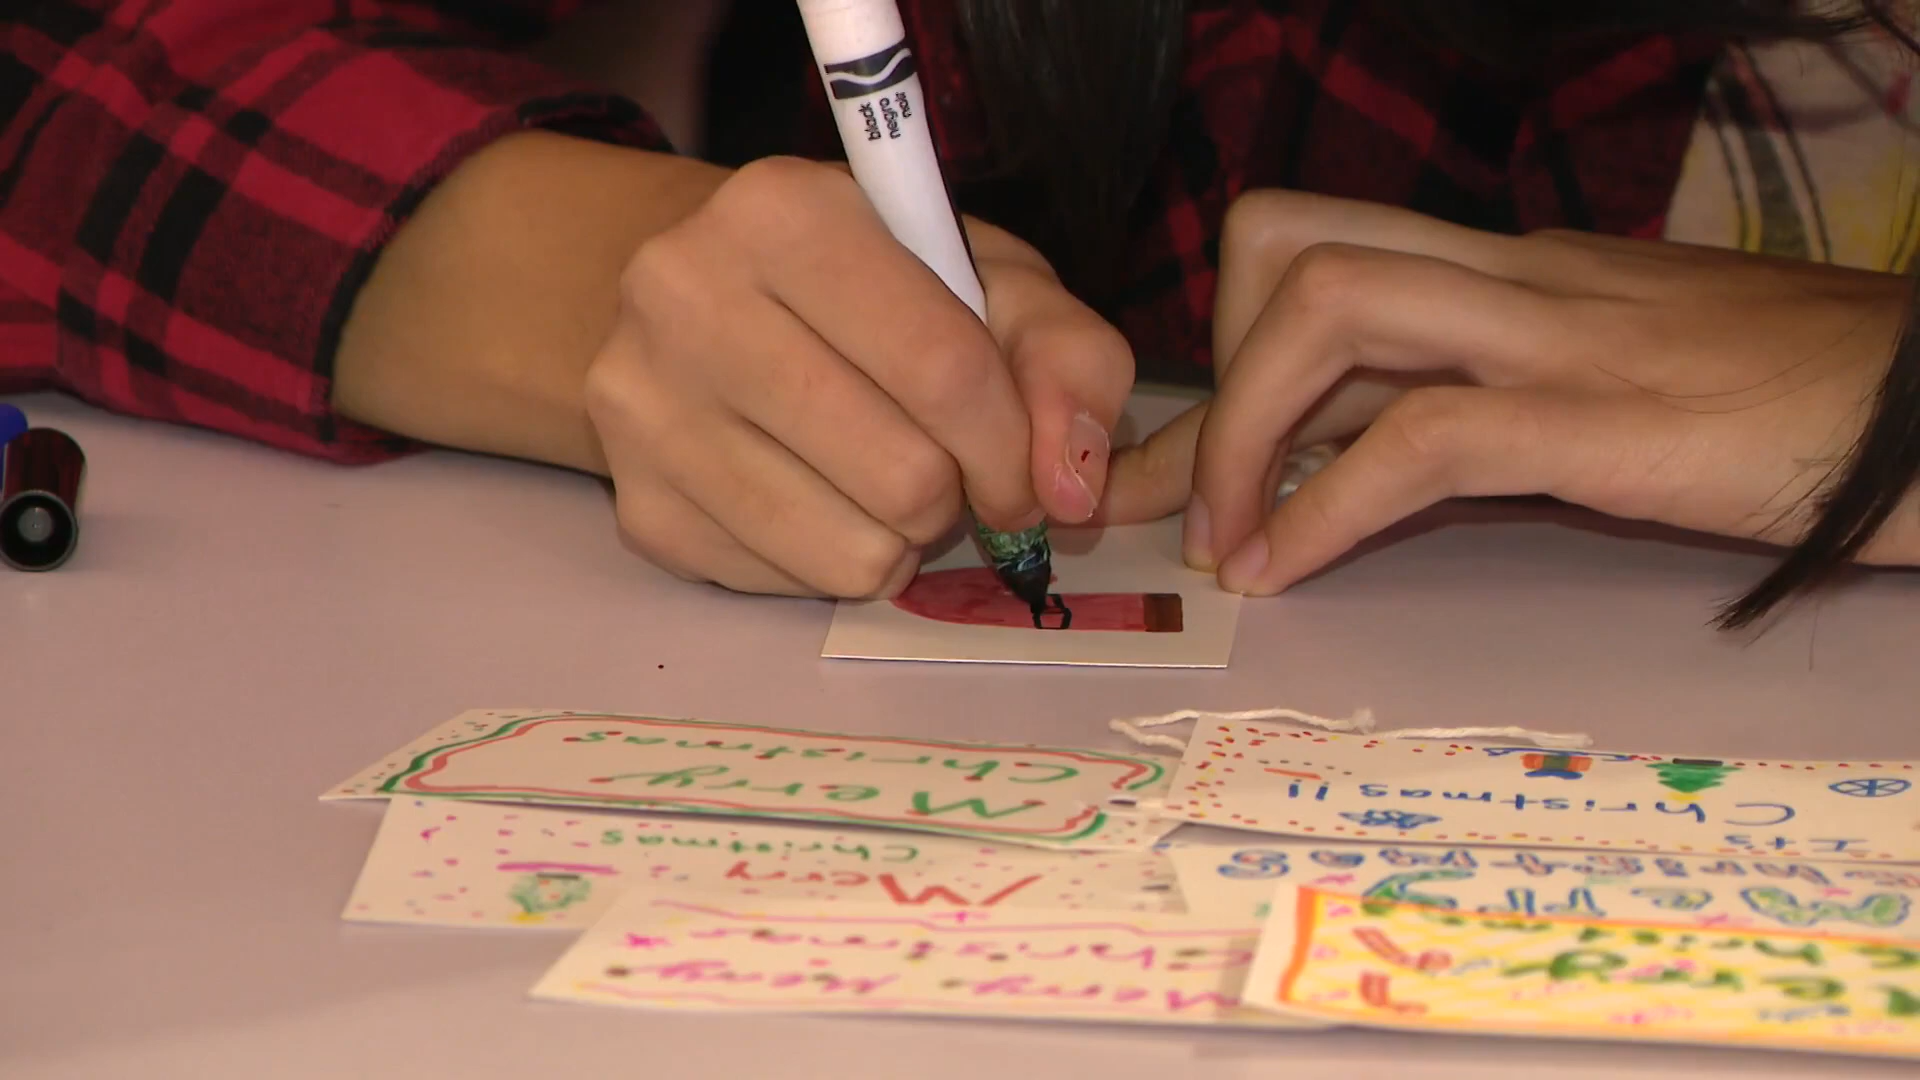 black
negro
noir
Merry
Christmas
It's
Christmas !!
Merry
Christmas
Merry Merry
Christmas
Merry
Christmas